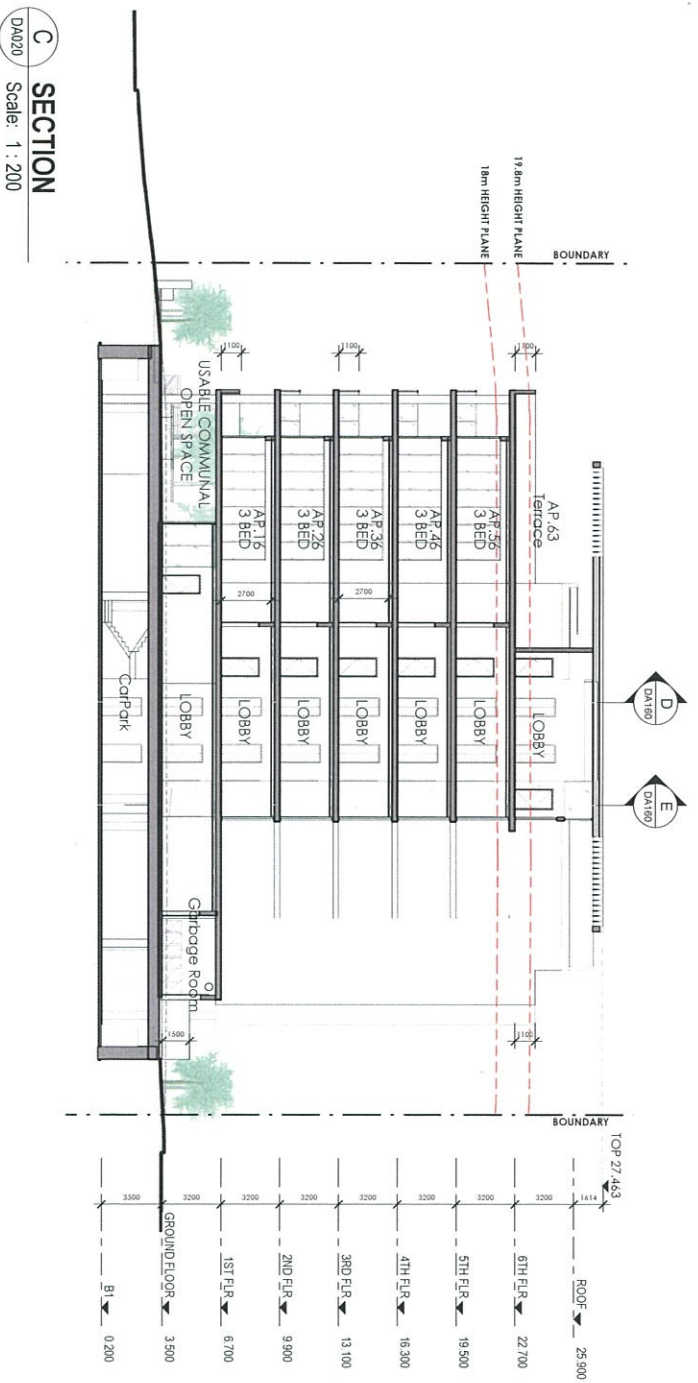 C
DA020
SECTION
Scale: 1 : 200
BOUNDARY
19.8m HEIGHT PLANE
18m HEIGHT PLANE
D
DA160
E
DA160
BOUNDARY
TOP 27.463
1614
ROOF
25.900
AP.63
Terrace
LOBBY
1100
1100
3200
6TH FLR
22.700
AP.56
3 BED
LOBBY
3200
5TH FLR
19.500
AP.46
3 BED
LOBBY
3200
4TH FLR
16.300
1100
AP.36
3 BED
2700
LOBBY
3200
3RD FLR
13.100
AP.26
3 BED
LOBBY
3200
2ND FLR
9.900
1100
AP.16
3 BED
2700
LOBBY
3200
1ST FLR
6.700
USABLE COMMUNAL
OPEN SPACE
LOBBY
Garbage Room
1500
3200
GROUND FLOOR
3.500
CarPark
3300
B1
0.200